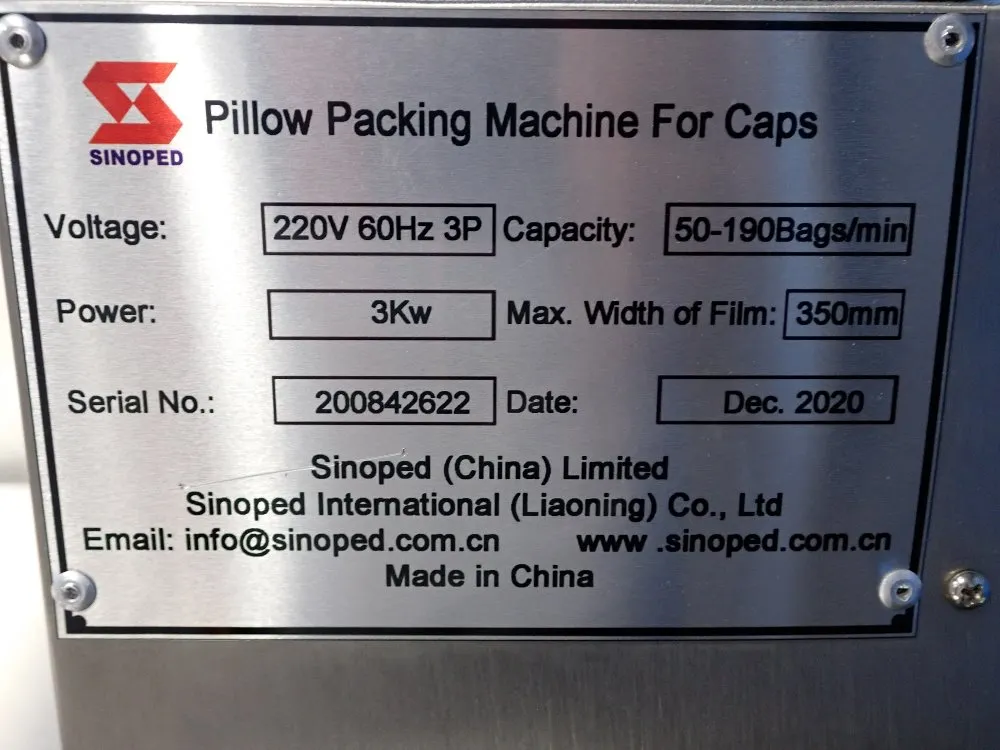 SINOPED
Pillow Packing Machine For Caps
Voltage: 220V 60Hz 3P Capacity: 50-190Bags/min
Power: 3Kw Max. Width of Film: 350mm
Serial No.: 200842622 Date: Dec. 2020
Sinoped (China) Limited
Sinoped International (Liaoning) Co., Ltd
Email: info@sinoped.com.cn www .sinoped.com.cn
Made in China